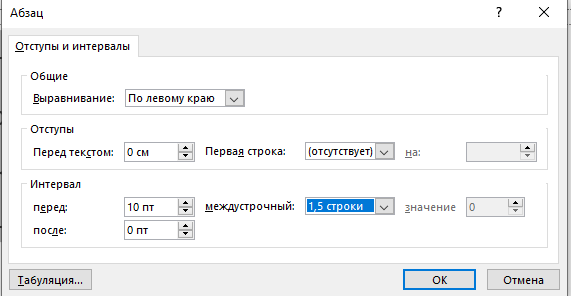 Абзац ?
Отступы и интервалы
Общие
Выравнивание: По левому краю
Отступы
Перед текстом: 0 см Первая строка: (отсутствует) на:
Интервал
перед: 10 пт междустрочный: 1,5 строки значение 0
после: 0 пт
Табуляция... ОК Отмена